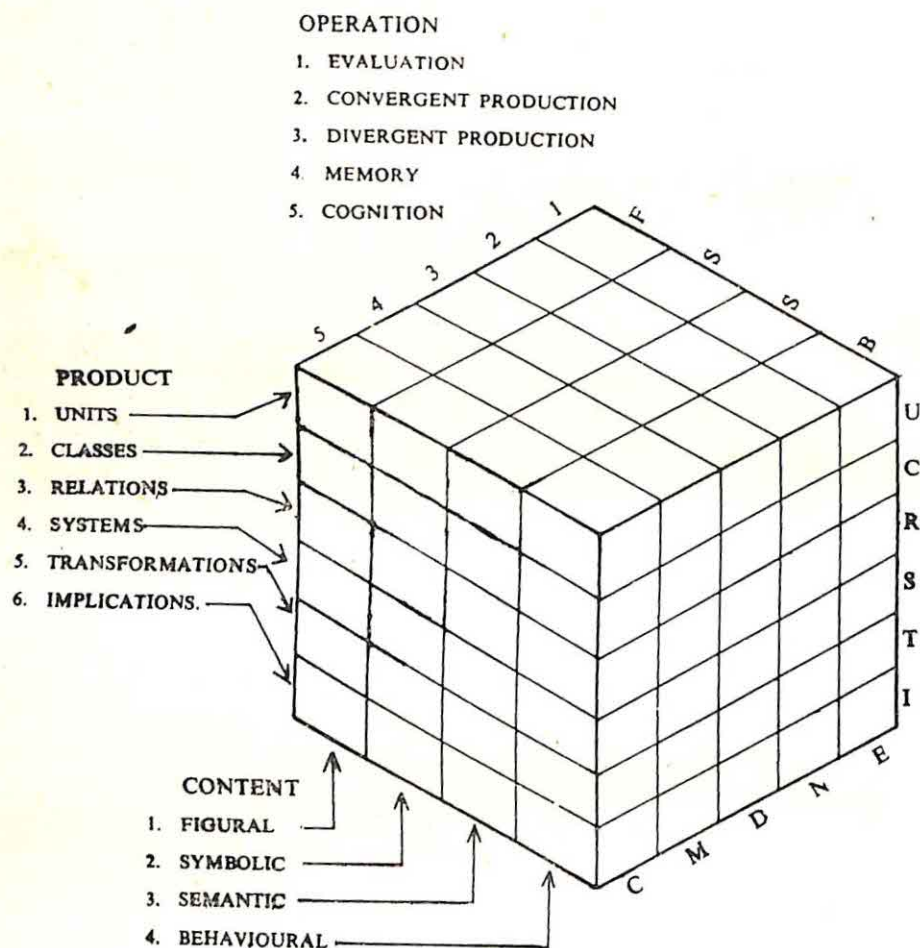 OPERATION
1. EVALUATION
2. CONVERGENT PRODUCTION
3. DIVERGENT PRODUCTION
4. MEMORY
5. COGNITION
5 4 3 2 1
F S S B
PRODUCT
1. UNITS
2. CLASSES
3. RELATIONS
4. SYSTEMS
5. TRANSFORMATIONS
6. IMPLICATIONS.
U
C
R
S
T
I
C M D N E
CONTENT
1. FIGURAL
2. SYMBOLIC
3. SEMANTIC
4. BEHAVIOURAL